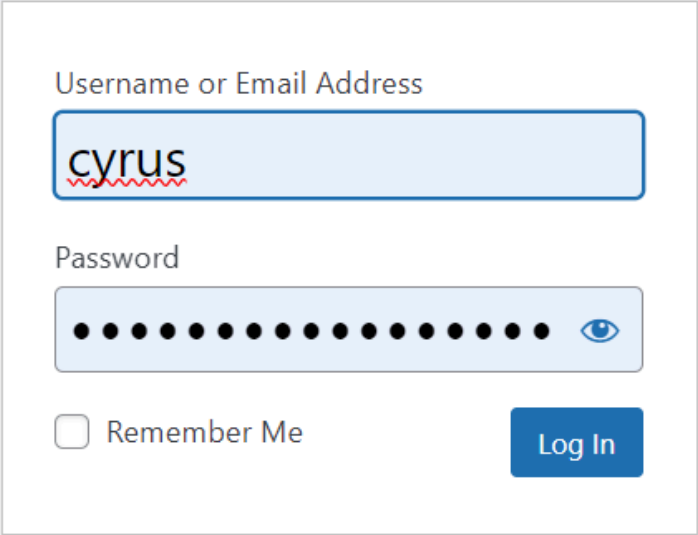 Username or Email Address
cyrus
Password
●●●●●●●●●●●●●●●●●
Remember Me
Log In